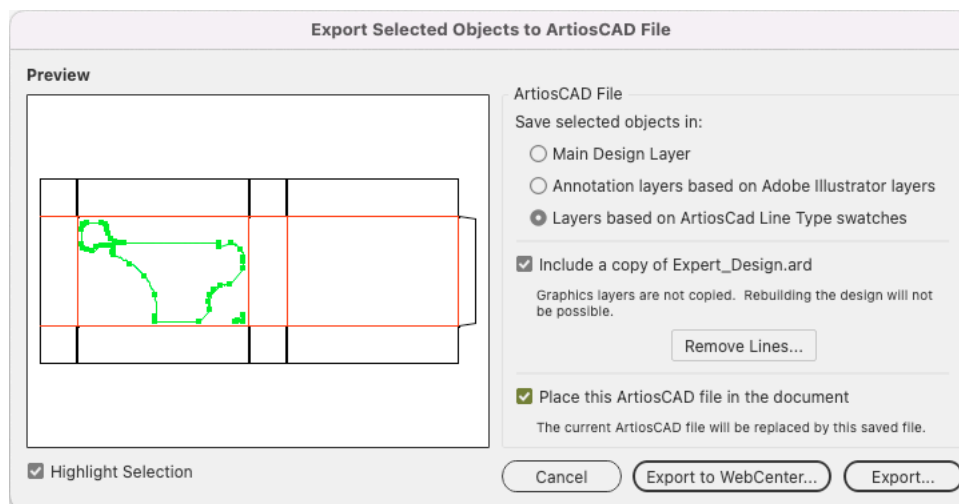 Export Selected Objects to ArtiosCAD File
Preview
ArtiosCAD File
Save selected objects in:
Main Design Layer
Annotation layers based on Adobe Illustrator layers
Layers based on ArtiosCad Line Type swatches
Include a copy of Expert_Design.ard
Graphics layers are not copied. Rebuilding the design will not
be possible.
Remove Lines...
Place this ArtiosCAD file in the document
The current ArtiosCAD file will be replaced by this saved file.
Highlight Selection
Cancel
Export to WebCenter...
Export...